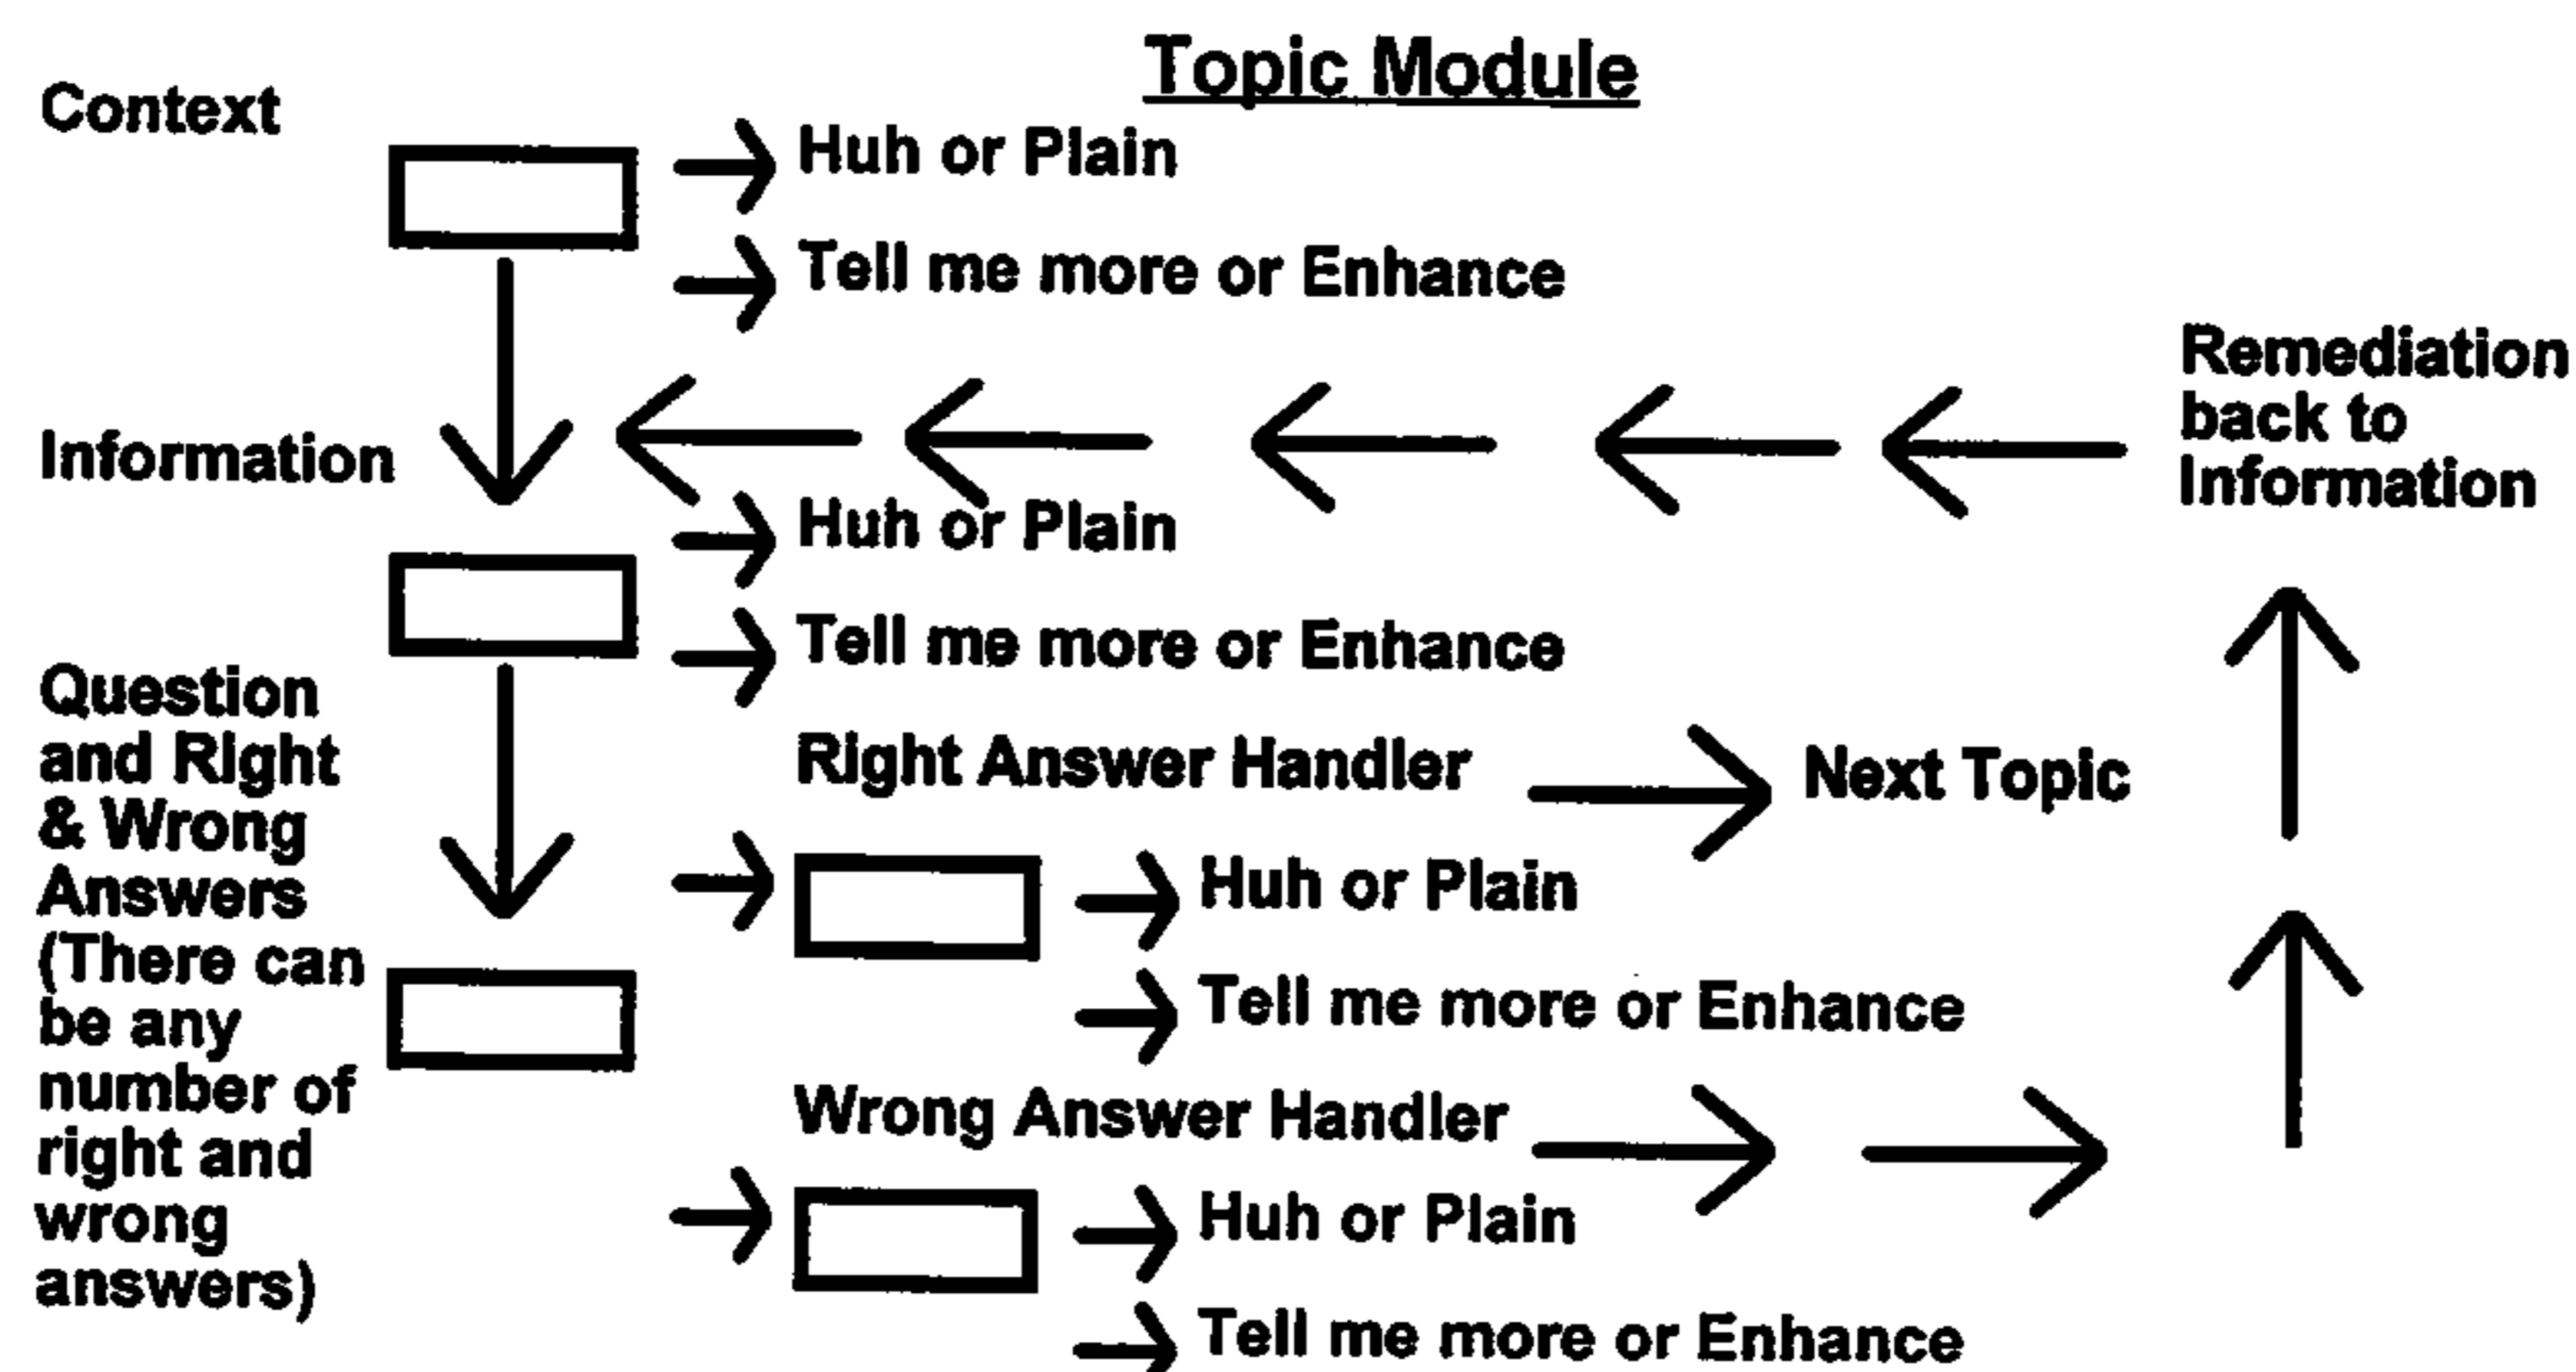 Topic Module
Context
Huh or Plain
Tell me more or Enhance
Remediation
back to
Information
Information
Huh or Plain
Tell me more or Enhance
Question
and Right
& Wrong
Answers
(There can
be any
number of
right and
wrong
answers)
Right Answer Handler
Next Topic
Huh or Plain
Tell me more or Enhance
Wrong Answer Handler
Huh or Plain
Tell me more or Enhance